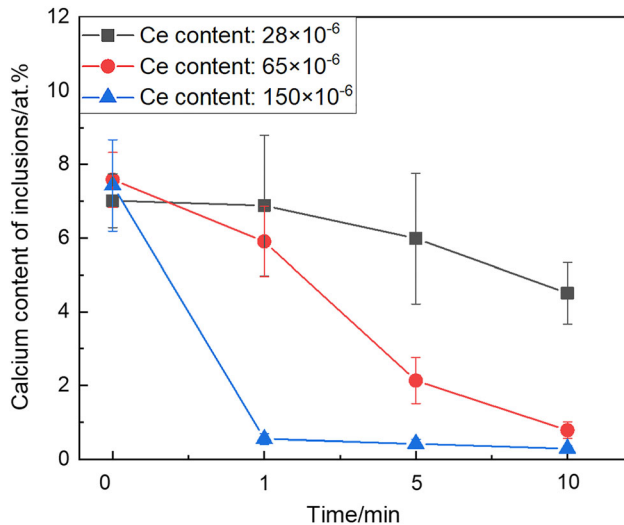 12
10
8
6
4
2
0
Calcium content of inclusions/at.%
Ce content: 28×10⁻⁶
Ce content: 65×10⁻⁶
Ce content: 150×10⁻⁶
0 1 5 10
Time/min